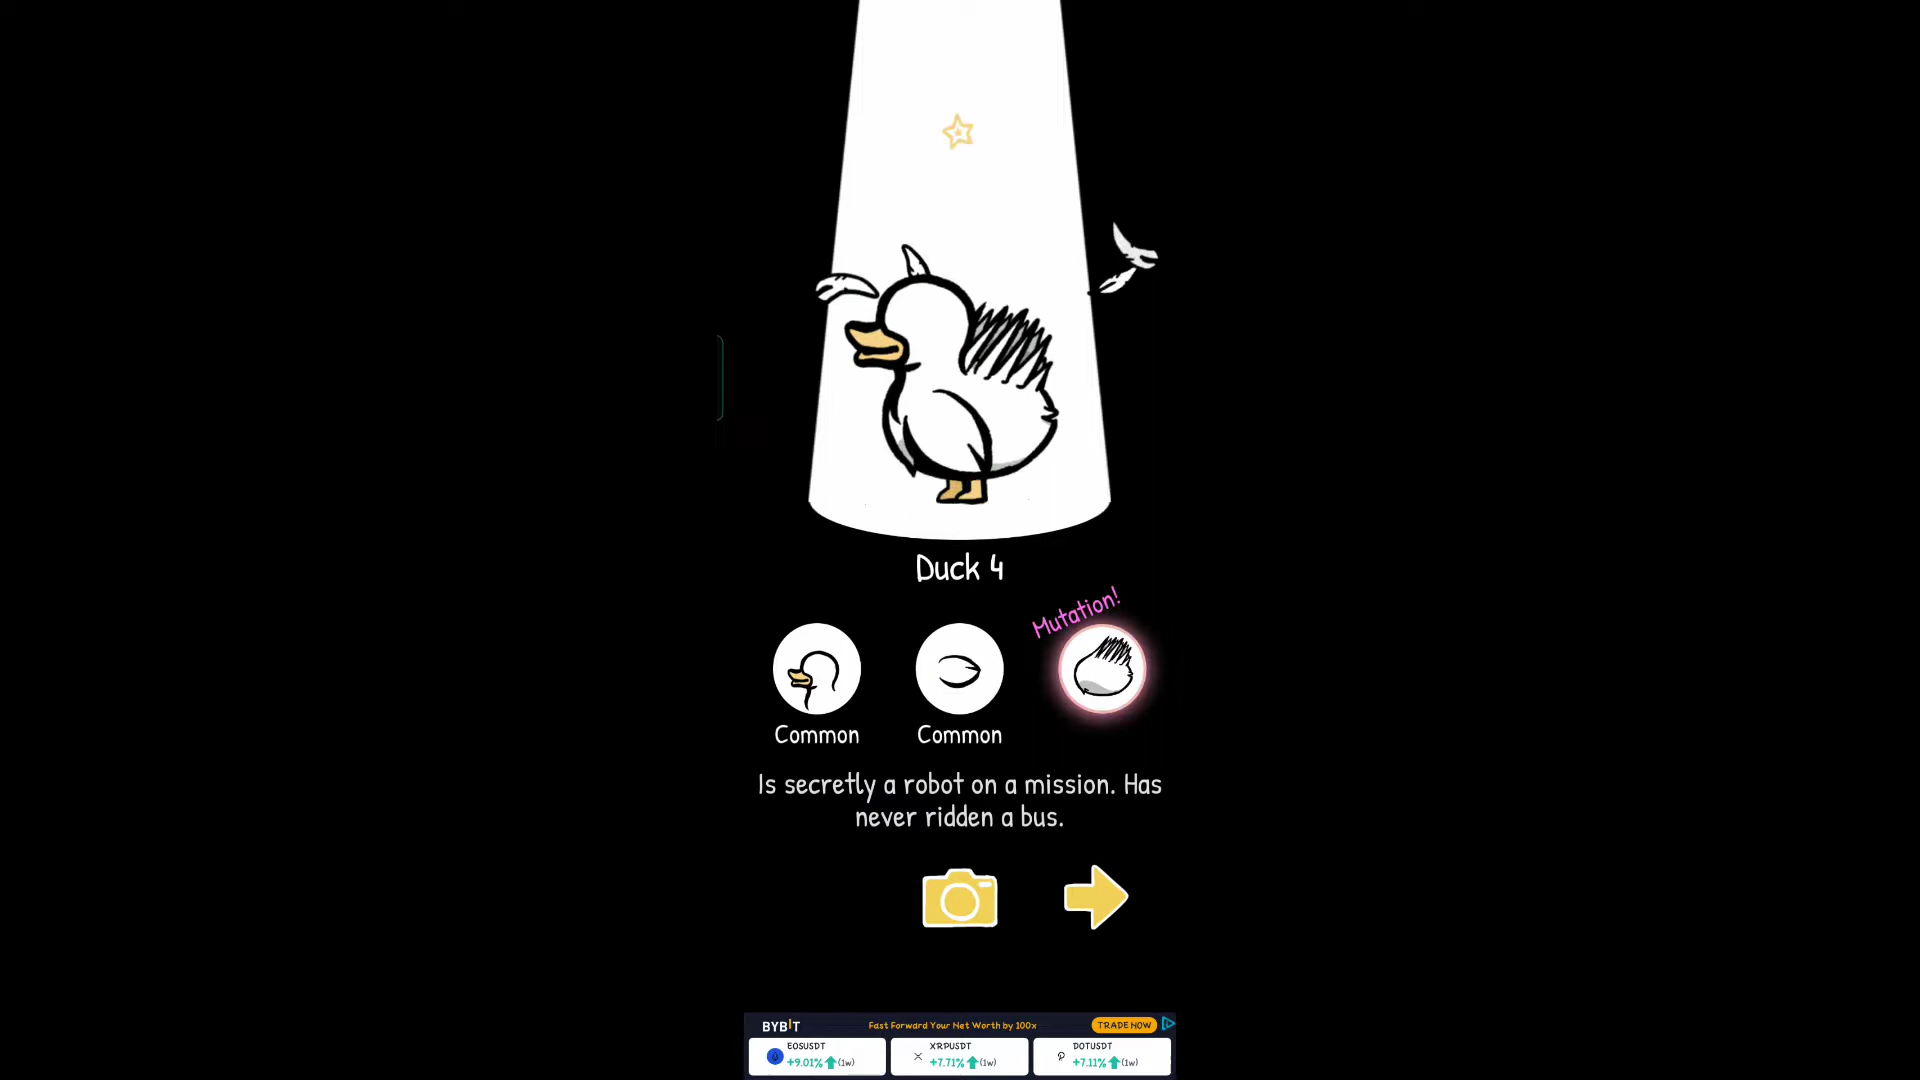 Duck 4
Mutation!
Common
Common
Is secretly a robot on a mission. Has
never ridden a bus.
BYBIT
Fast Forward Your Net Worth by 100x
TRADE NOW
EOSUSDT
+9.01% (1w)
XRPUSDT
+7.71% (1w)
DOTUSDT
+7.11% (1w)